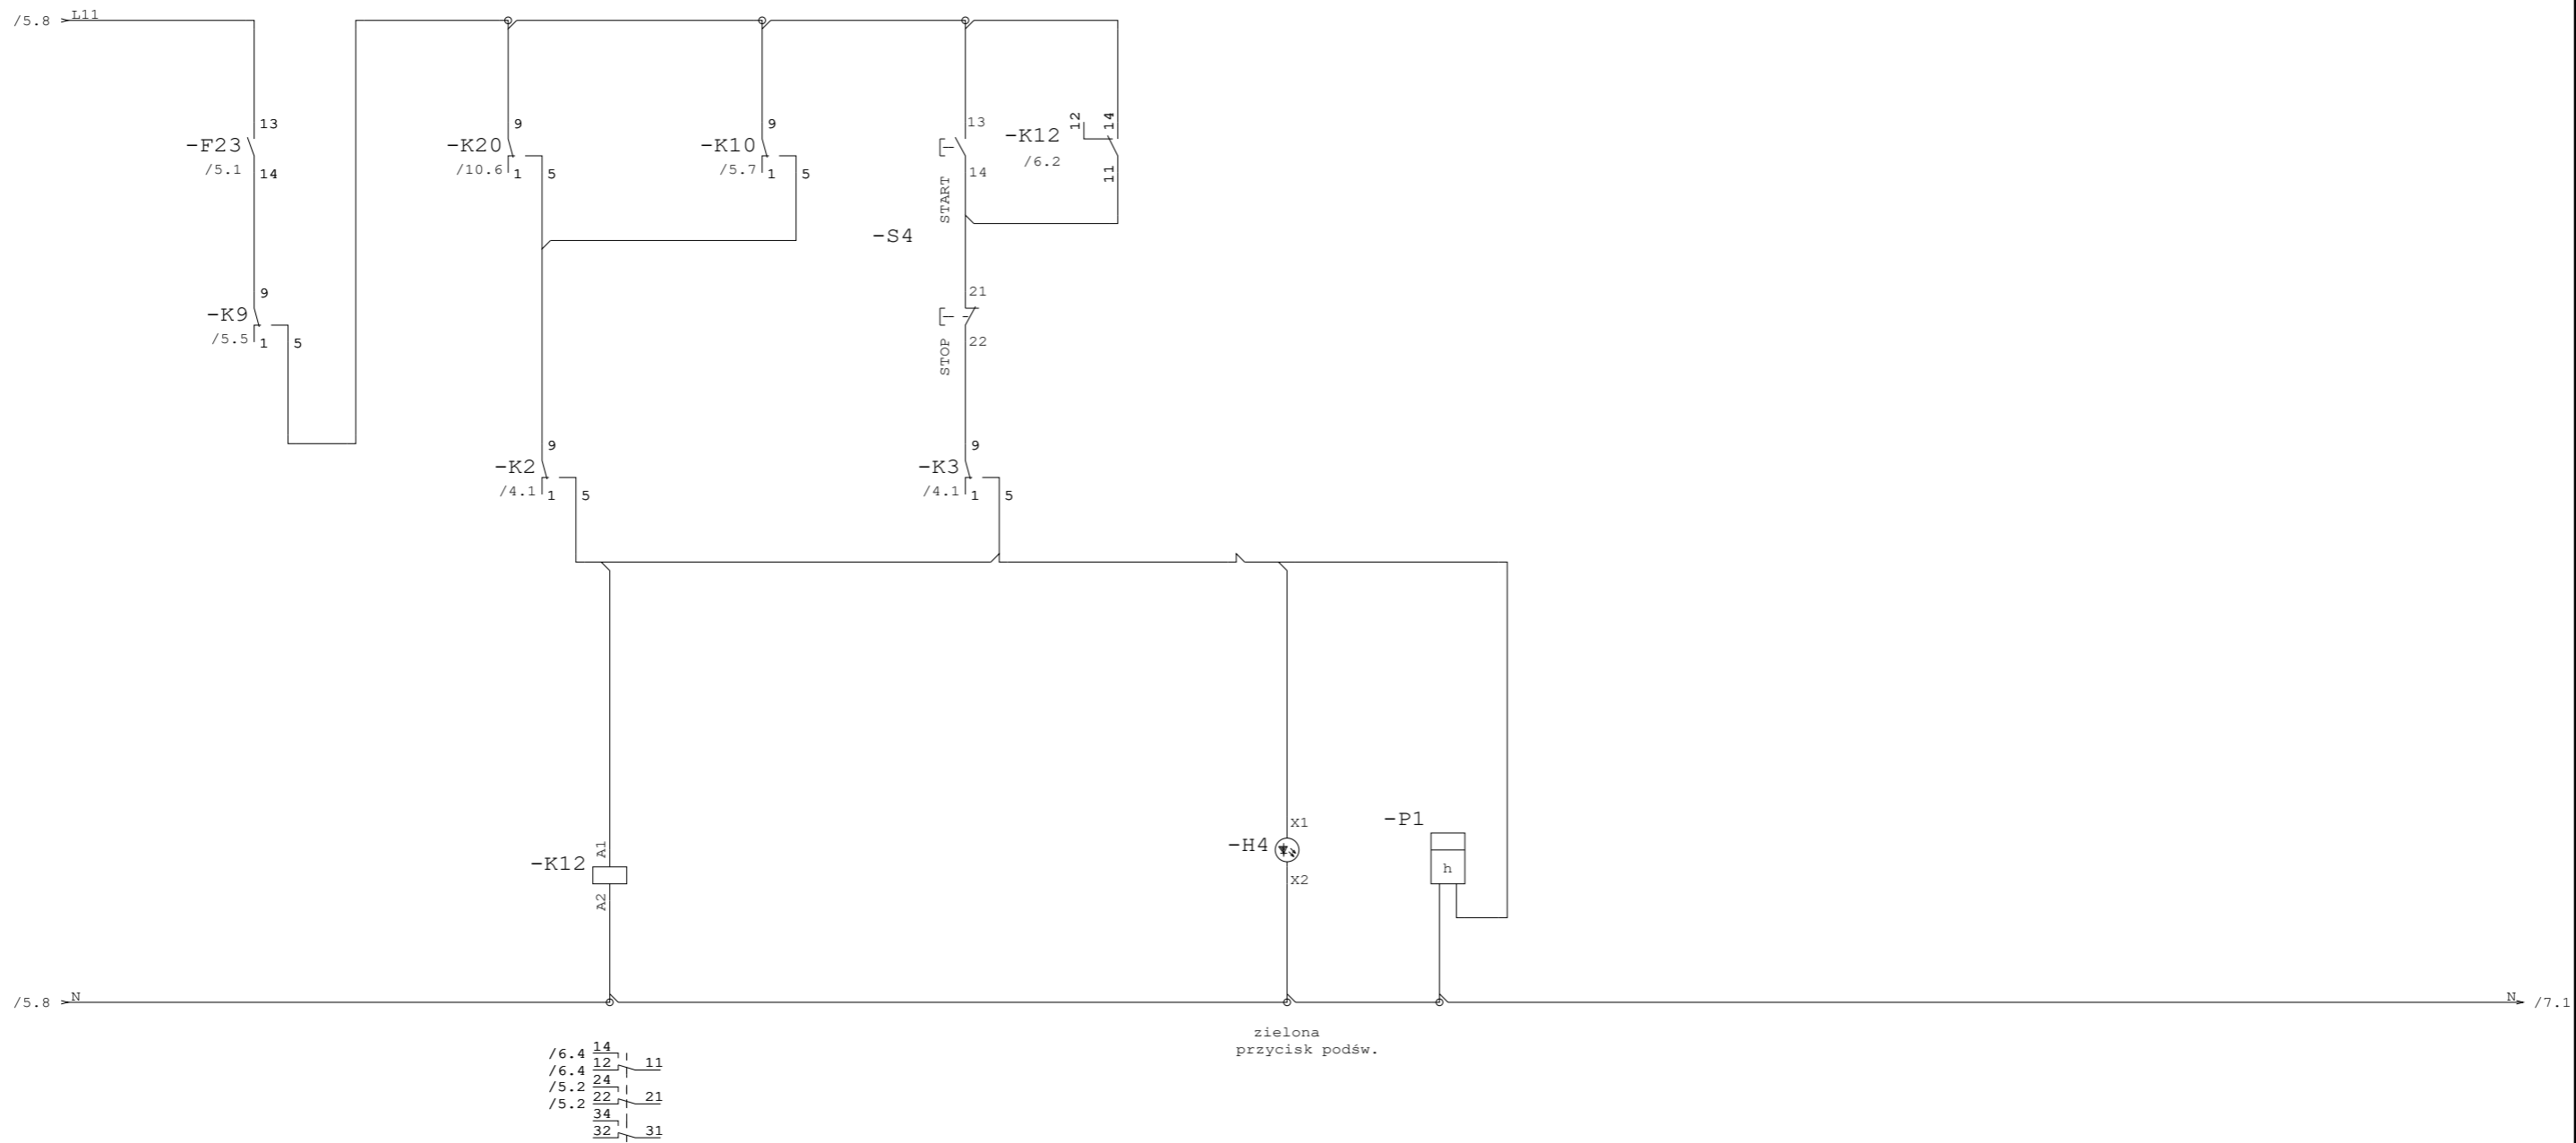 /5.8 L11
13
-F23
/5.1
14
9
-K9
/5.5
1
5
9
-K20
/10.6
1
5
9
-K10
/5.7
1
5
13
14
START
-S4
21
22
STOP
-K12
/6.2
12
14
11
9
-K2
/4.1
1
5
9
-K3
/4.1
1
5
-K12
A1
A2
-H4
X1
X2
-P1
h
/5.8 N
N /7.1
zielona
przycisk podśw.
/6.4 14
/6.4 12 11
/5.2 24
/5.2 22 21
34
32 31